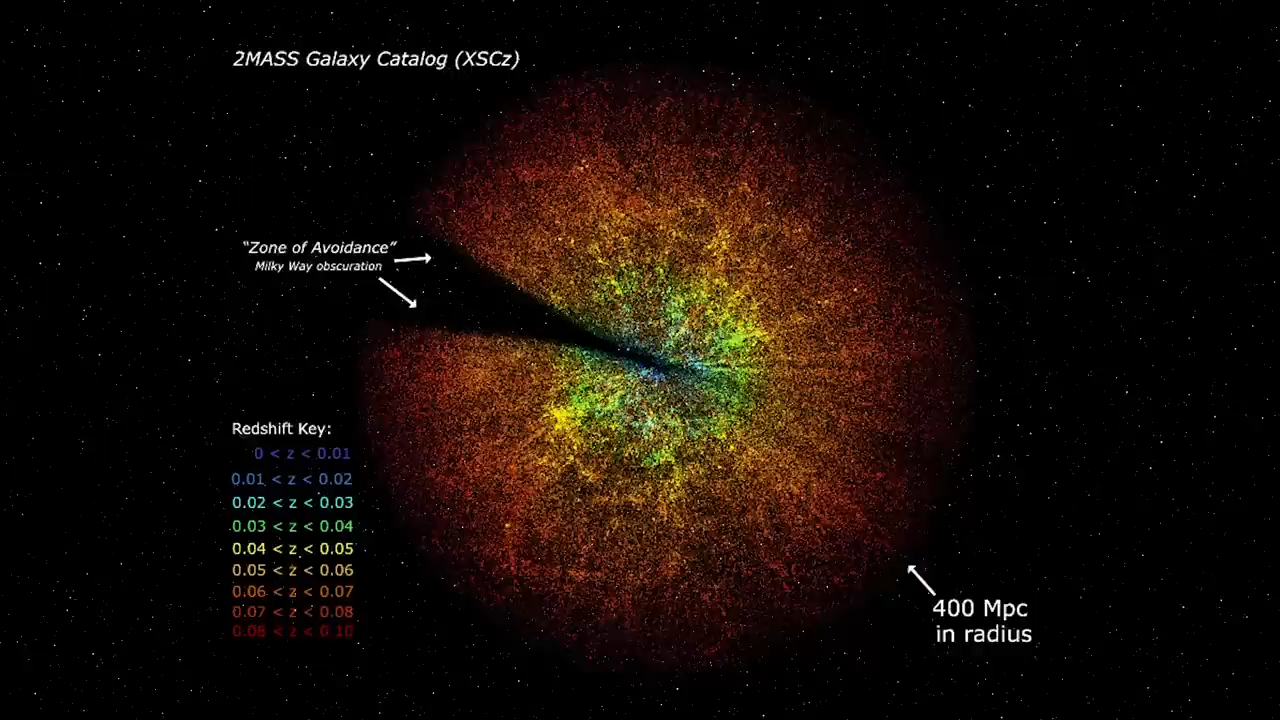 2MASS Galaxy Catalog (XSCz)
“Zone of Avoidance”
Milky Way obscuration
Redshift Key:
0 < z < 0.01
0.01 < z < 0.02
0.02 < z < 0.03
0.03 < z < 0.04
0.04 < z < 0.05
0.05 < z < 0.06
0.06 < z < 0.07
0.07 < z < 0.08
0.08 < z < 0.10
400 Mpc
in radius